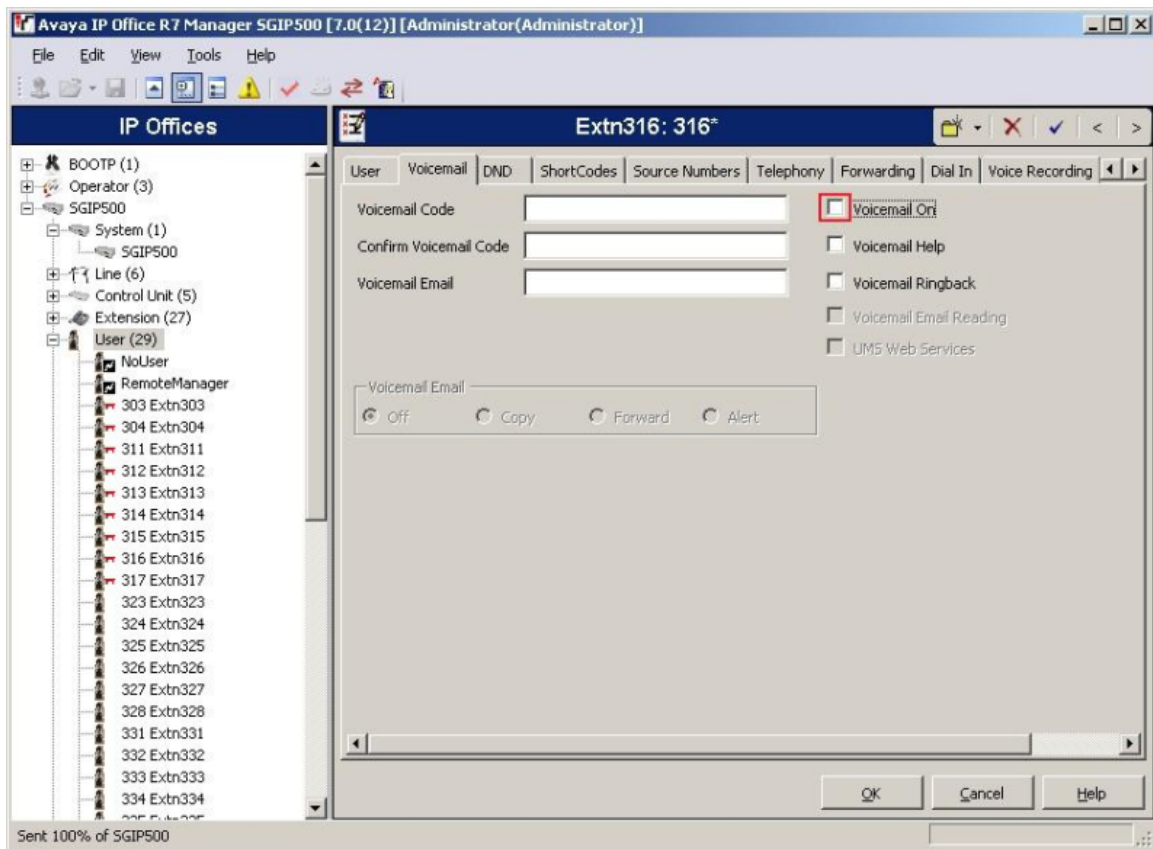 Avaya IP Office R7 Manager SGIP500 [7.0(12)] [Administrator(Administrator)]
File Edit View Tools Help
IP Offices
BOOTP (1)
Operator (3)
SGIP500
System (1)
SGIP500
Line (6)
Control Unit (5)
Extension (27)
User (29)
NoUser
RemoteManager
303 Extn303
304 Extn304
311 Extn311
312 Extn312
313 Extn313
314 Extn314
315 Extn315
316 Extn316
317 Extn317
323 Extn323
324 Extn324
325 Extn325
326 Extn326
327 Extn327
328 Extn328
331 Extn331
332 Extn332
333 Extn333
334 Extn334
Extn316: 316*
User Voicemail DND ShortCodes Source Numbers Telephony Forwarding Dial In Voice Recording
Voicemail Code
Confirm Voicemail Code
Voicemail Email
Voicemail On
Voicemail Help
Voicemail Ringback
Voicemail Email Reading
UMS Web Services
Voicemail Email
Off Copy Forward Alert
OK Cancel Help
Sent 100% of SGIP500